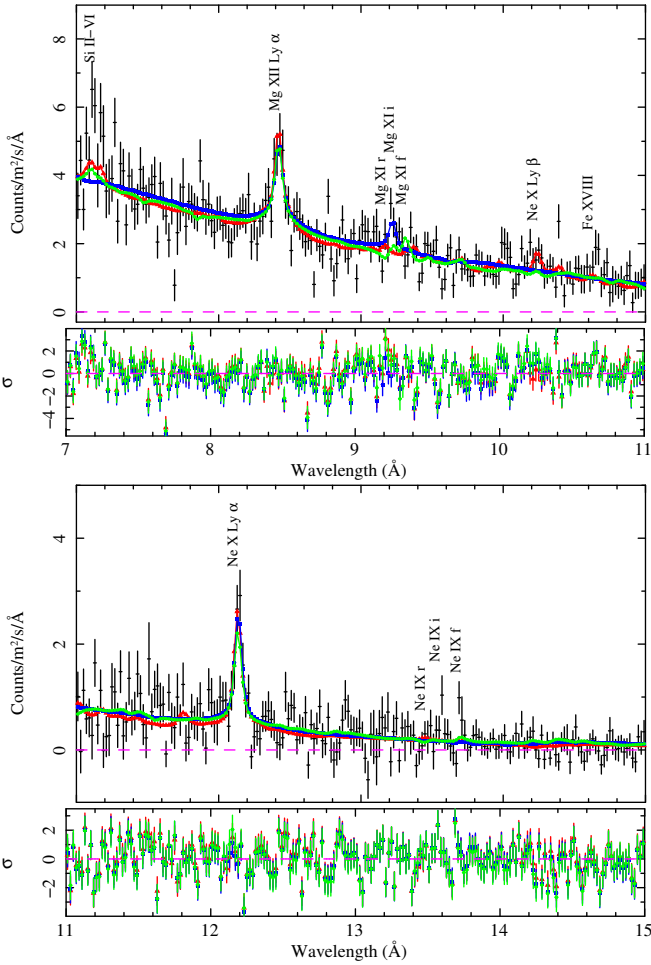 8
6
4
2
0
Counts/m²/s/Å
Si II−VI
Mg XII Ly α
Mg XI r
Mg XI i
Mg XI f
Ne X Ly β
Fe XVIII
2
0
−2
−4
σ
7 8 9 10 11
Wavelength (Å)
4
2
0
Counts/m²/s/Å
Ne X Ly α
Ne IX r
Ne IX i
Ne IX f
2
0
−2
σ
11 12 13 14 15
Wavelength (Å)